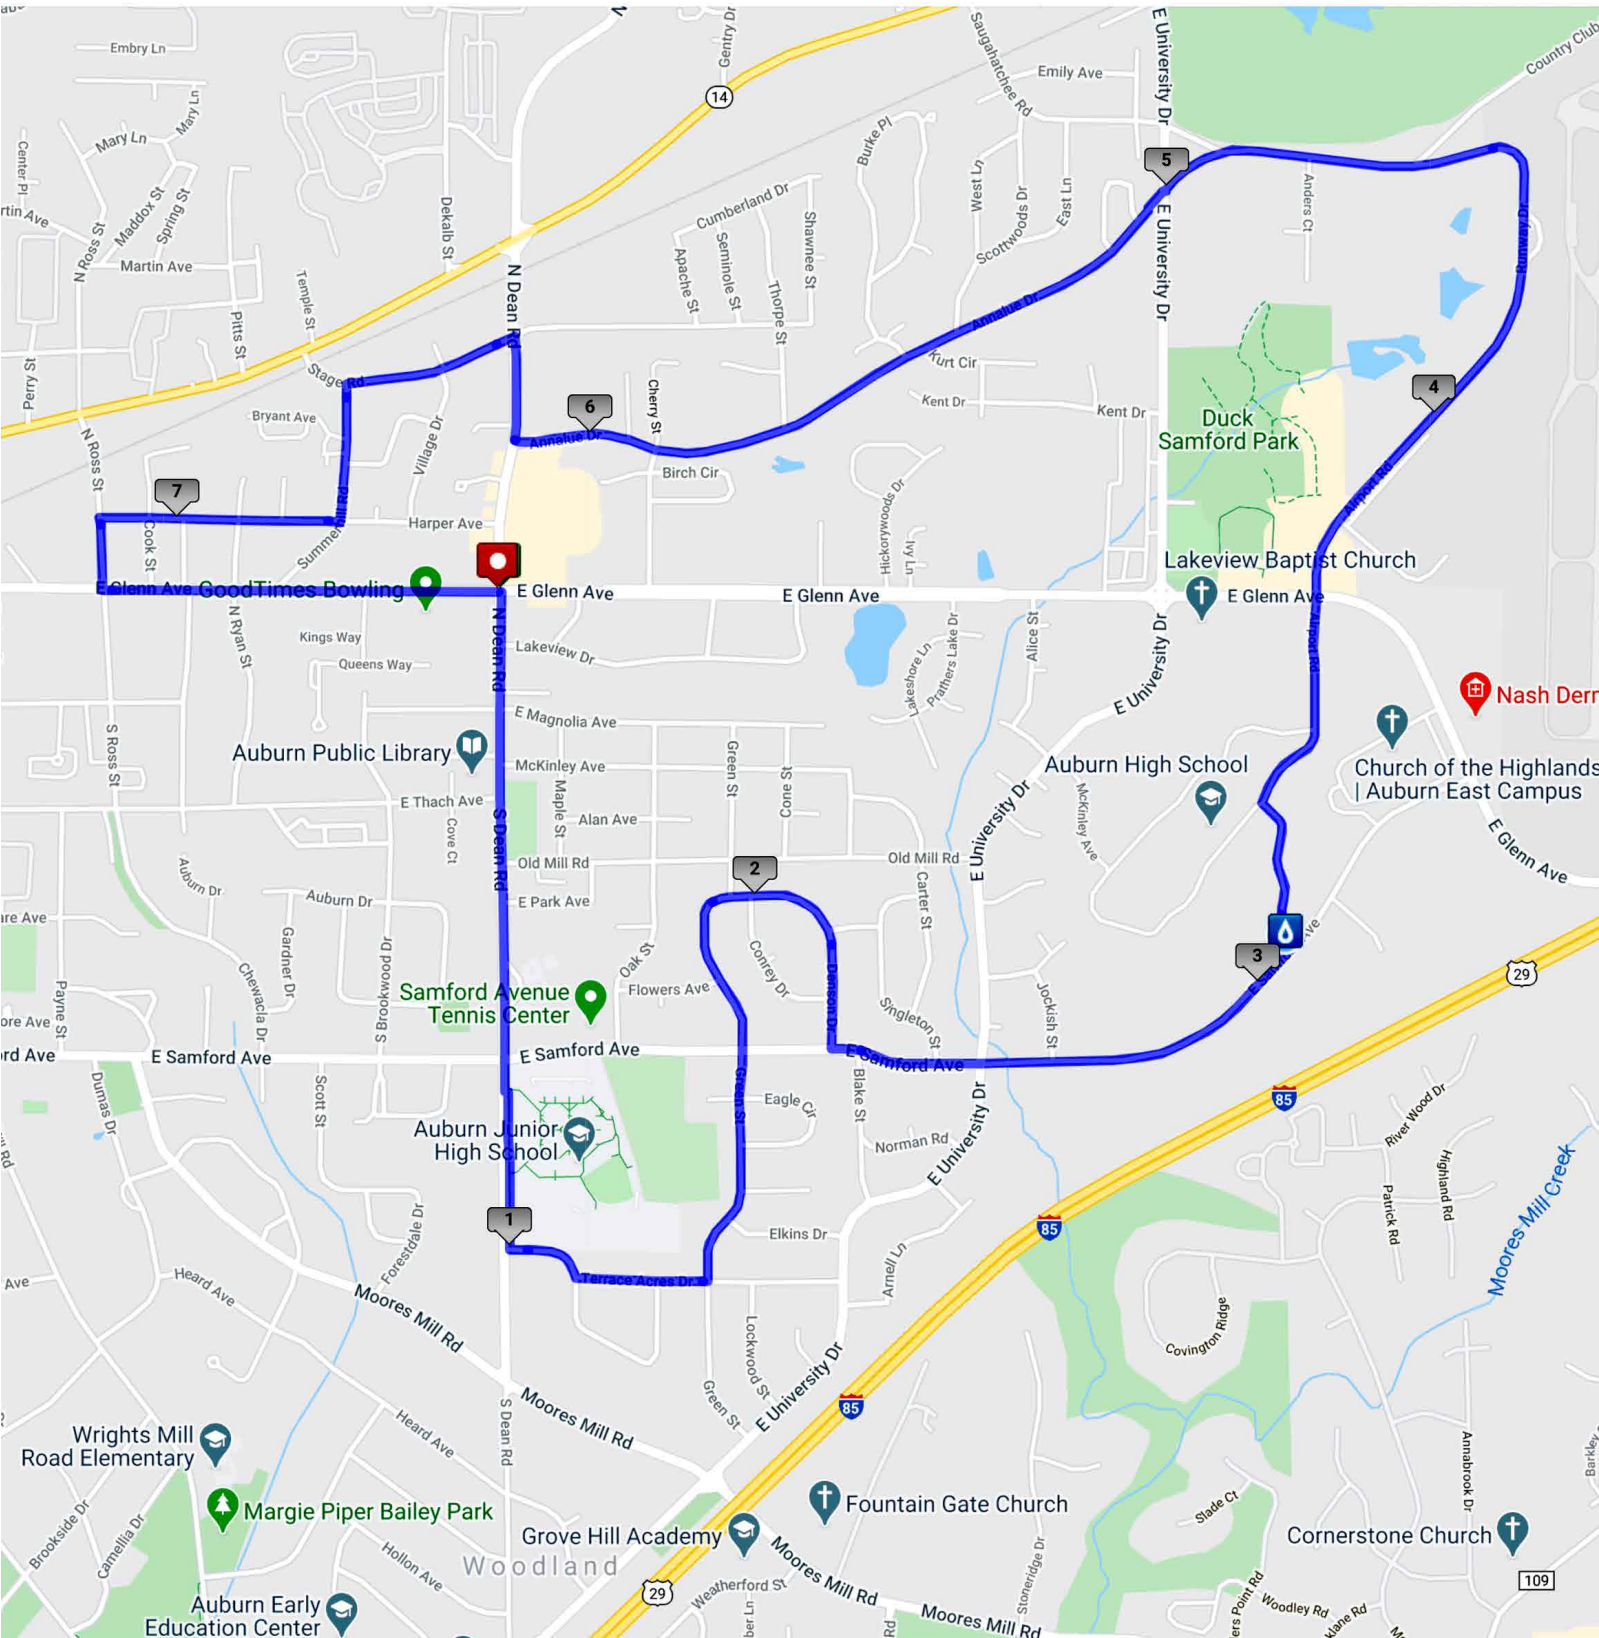 Embry Ln
Gentry Dr
Saugahatchee Rd
E University Dr
Country Club
Emily Ave
14
Mary Ln
Mary Ln
Center Pl
Burke Pl
5
West Ln
Scottwoods Dr
East Ln
Anders Ct
Maddox St
Spring St
N Ross St
Dekalb St
Cumberland Dr
Shawnee St
Seminole St
Apache St
Thorpe St
E University Dr
Runway Dr
Martin Ave
Temple St
Pitts St
N Dean Rd
Annalue Dr
Perry St
Stage Rd
Kurt Cir
Kent Dr
Kent Dr
4
Duck
Samford Park
Bryant Ave
Village Dr
6
Cherry St
Annalue Dr
N Ross St
Birch Cir
Airport Rd
7
Cook St
Harper Ave
Hickorywoods Dr
Ivy Ln
Lakeview Baptist Church
E Glenn Ave
GoodTimes Bowling
E Glenn Ave
E Glenn Ave
E Glenn Ave
N Ryan St
Kings Way
Queens Way
N Dean Rd
Lakeview Dr
Lakeshore Ln
Prathers Lake Dr
Alice St
E University Dr
Airport Rd
Nash Derm
E Magnolia Ave
S Ross St
Auburn Public Library
McKinley Ave
Green St
Cone St
Auburn High School
Church of the Highlands
| Auburn East Campus
E Thach Ave
Maple St
Alan Ave
McKinley Ave
E University Dr
E Glenn Ave
Cove Ct
S Dean Rd
Old Mill Rd
Old Mill Rd
2
Carter St
Auburn Dr
Auburn Dr
E Park Ave
Gardner Dr
S Brookwood Dr
Oak St
Conrey Dr
Denson Dr
3
29
Chewacla Dr
Payne St
Samford Avenue
Tennis Center
Flowers Ave
Singleton St
Jockish St
E Samford Ave
E Samford Ave
E Samford Ave
Dumas Dr
Scott St
Green St
Eagle Cir
Blake St
Norman Rd
E University Dr
85
River Wood Dr
Highland Rd
Patrick Rd
Moores Mill Creek
Auburn Junior
High School
1
Forestdale Dr
Elkins Dr
Arnell Ln
85
Terrace Acres Dr
Heard Ave
Moores Mill Rd
Lockwood St
Green St
E University Dr
Covington Ridge
85
S Dean Rd
Moores Mill Rd
Heard Ave
Wrights Mill
Road Elementary
Annabrook Dr
Barkley
Margie Piper Bailey Park
Fountain Gate Church
Slade Ct
Cornerstone Church
Grove Hill Academy
Woodland
Brookside Dr
Camellia Dr
Hollon Ave
29
Weatherford St
Moores Mill Rd
Stoneridge Dr
109
Auburn Early
Education Center
Moores Mill Rd
Woodley Rd